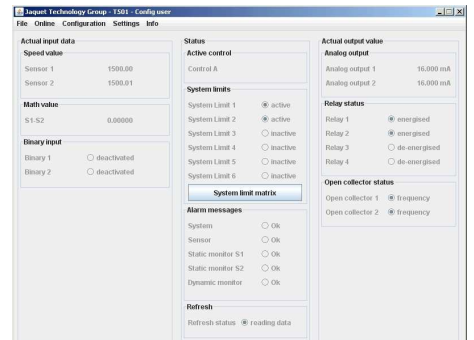 Jaquet Technology Group - T501 - Config user
File Online Configuration Settings Info
Actual input data
Speed value
Sensor 1 1500.00
Sensor 2 1500.01
Math value
S1-S2 0.00000
Binary input
Binary 1 deactivated
Binary 2 deactivated
Status
Active control
Control A
System limits
System Limit 1 active
System Limit 2 active
System Limit 3 inactive
System Limit 4 inactive
System Limit 5 inactive
System Limit 6 inactive
System limit matrix
Alarm messages
System Ok
Sensor Ok
Static monitor S1 Ok
Static monitor S2 Ok
Dynamic monitor Ok
Refresh
Refresh status reading data
Actual output value
Analog output
Analog output 1 16.000 mA
Analog output 2 16.000 mA
Relay status
Relay 1 energised
Relay 2 energised
Relay 3 de-energised
Relay 4 de-energised
Open collector status
Open collector 1 frequency
Open collector 2 frequency